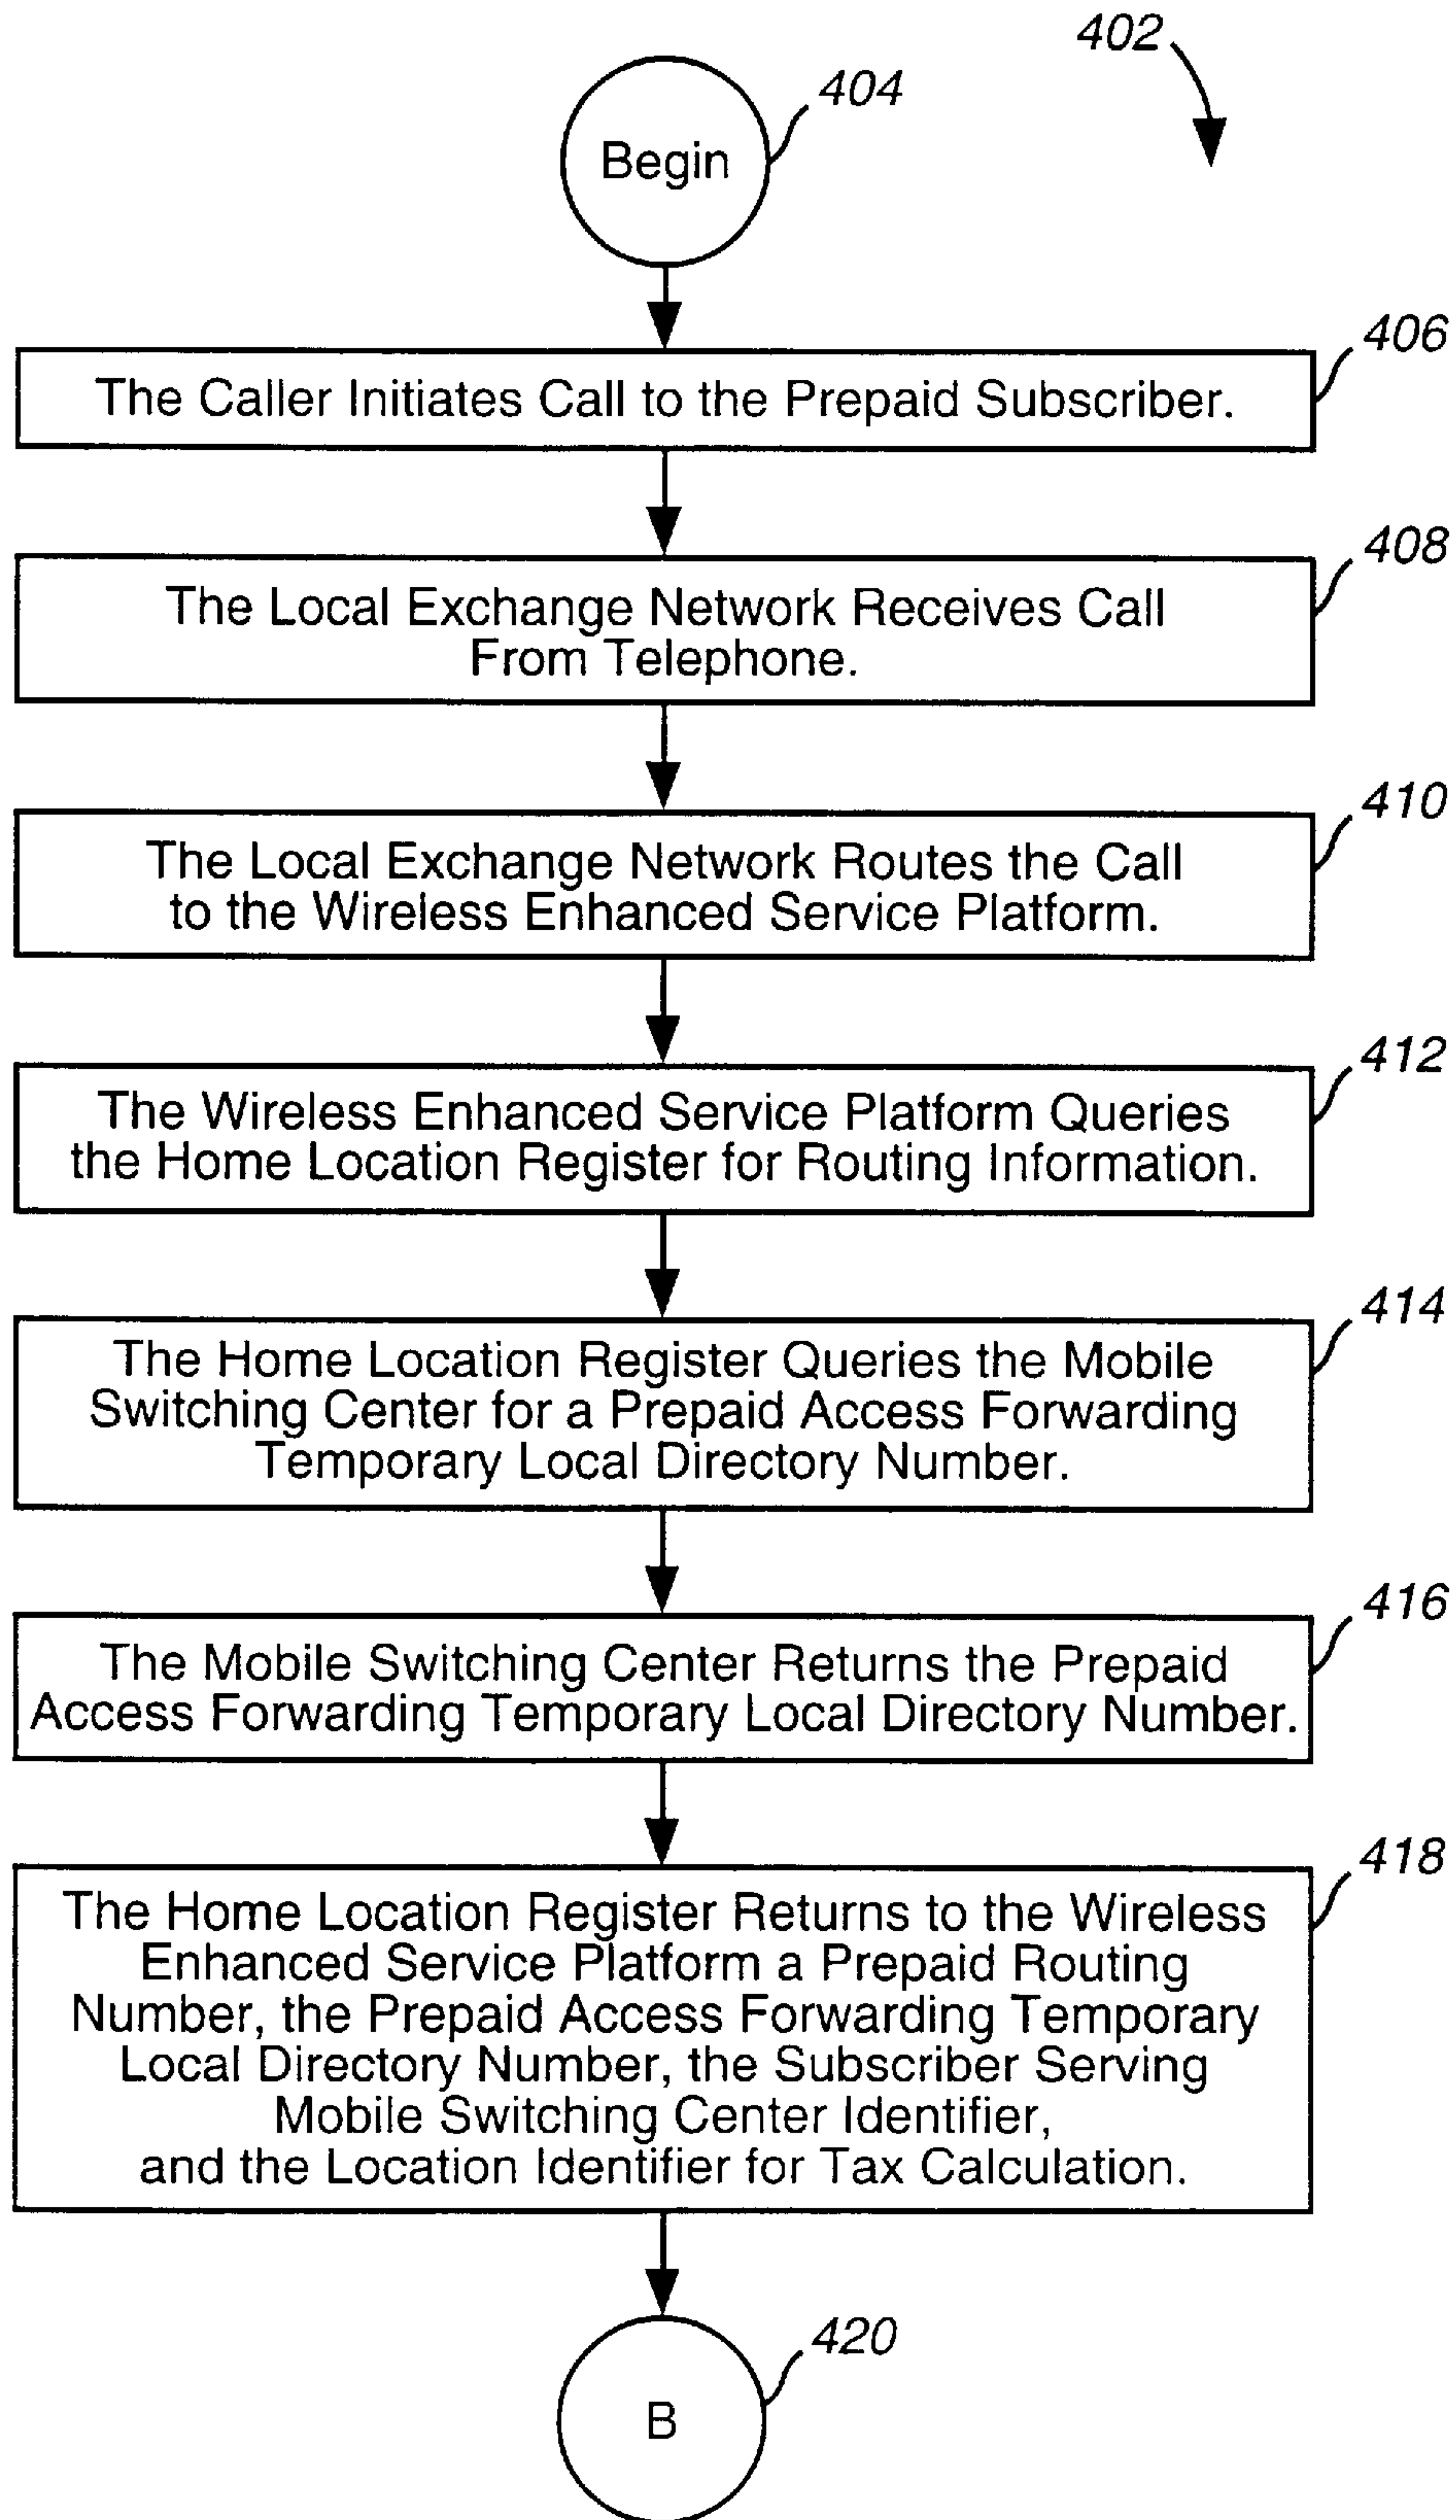 402
404
Begin
406
The Caller Initiates Call to the Prepaid Subscriber.
408
The Local Exchange Network Receives Call
From Telephone.
410
The Local Exchange Network Routes the Call
to the Wireless Enhanced Service Platform.
412
The Wireless Enhanced Service Platform Queries
the Home Location Register for Routing Information.
414
The Home Location Register Queries the Mobile
Switching Center for a Prepaid Access Forwarding
Temporary Local Directory Number.
416
The Mobile Switching Center Returns the Prepaid
Access Forwarding Temporary Local Directory Number.
418
The Home Location Register Returns to the Wireless
Enhanced Service Platform a Prepaid Routing
Number, the Prepaid Access Forwarding Temporary
Local Directory Number, the Subscriber Serving
Mobile Switching Center Identifier,
and the Location Identifier for Tax Calculation.
420
B